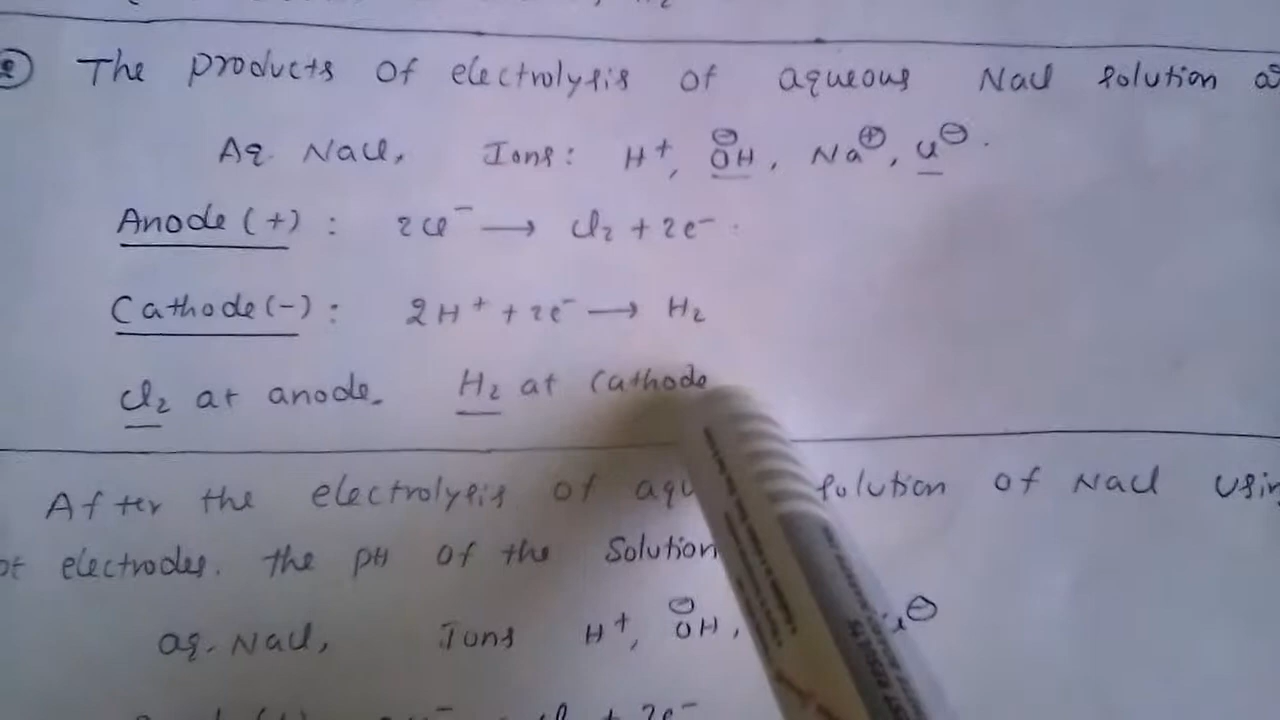 The products of electrolysis of aqueous NaCl solution
Aq. NaCl, Ions: H⁺, OH⊖, Na⊕, Cl⊖.
Anode (+) : 2Cl⁻ → Cl₂ + 2e⁻
Cathode (-) : 2H⁺ + 2e⁻ → H₂
Cl₂ at anode. H₂ at cathode
After the electrolysis of solution of NaCl
electrodes. the pH of the Solution
aq. NaCl, Ions H⁺, OH⊖,